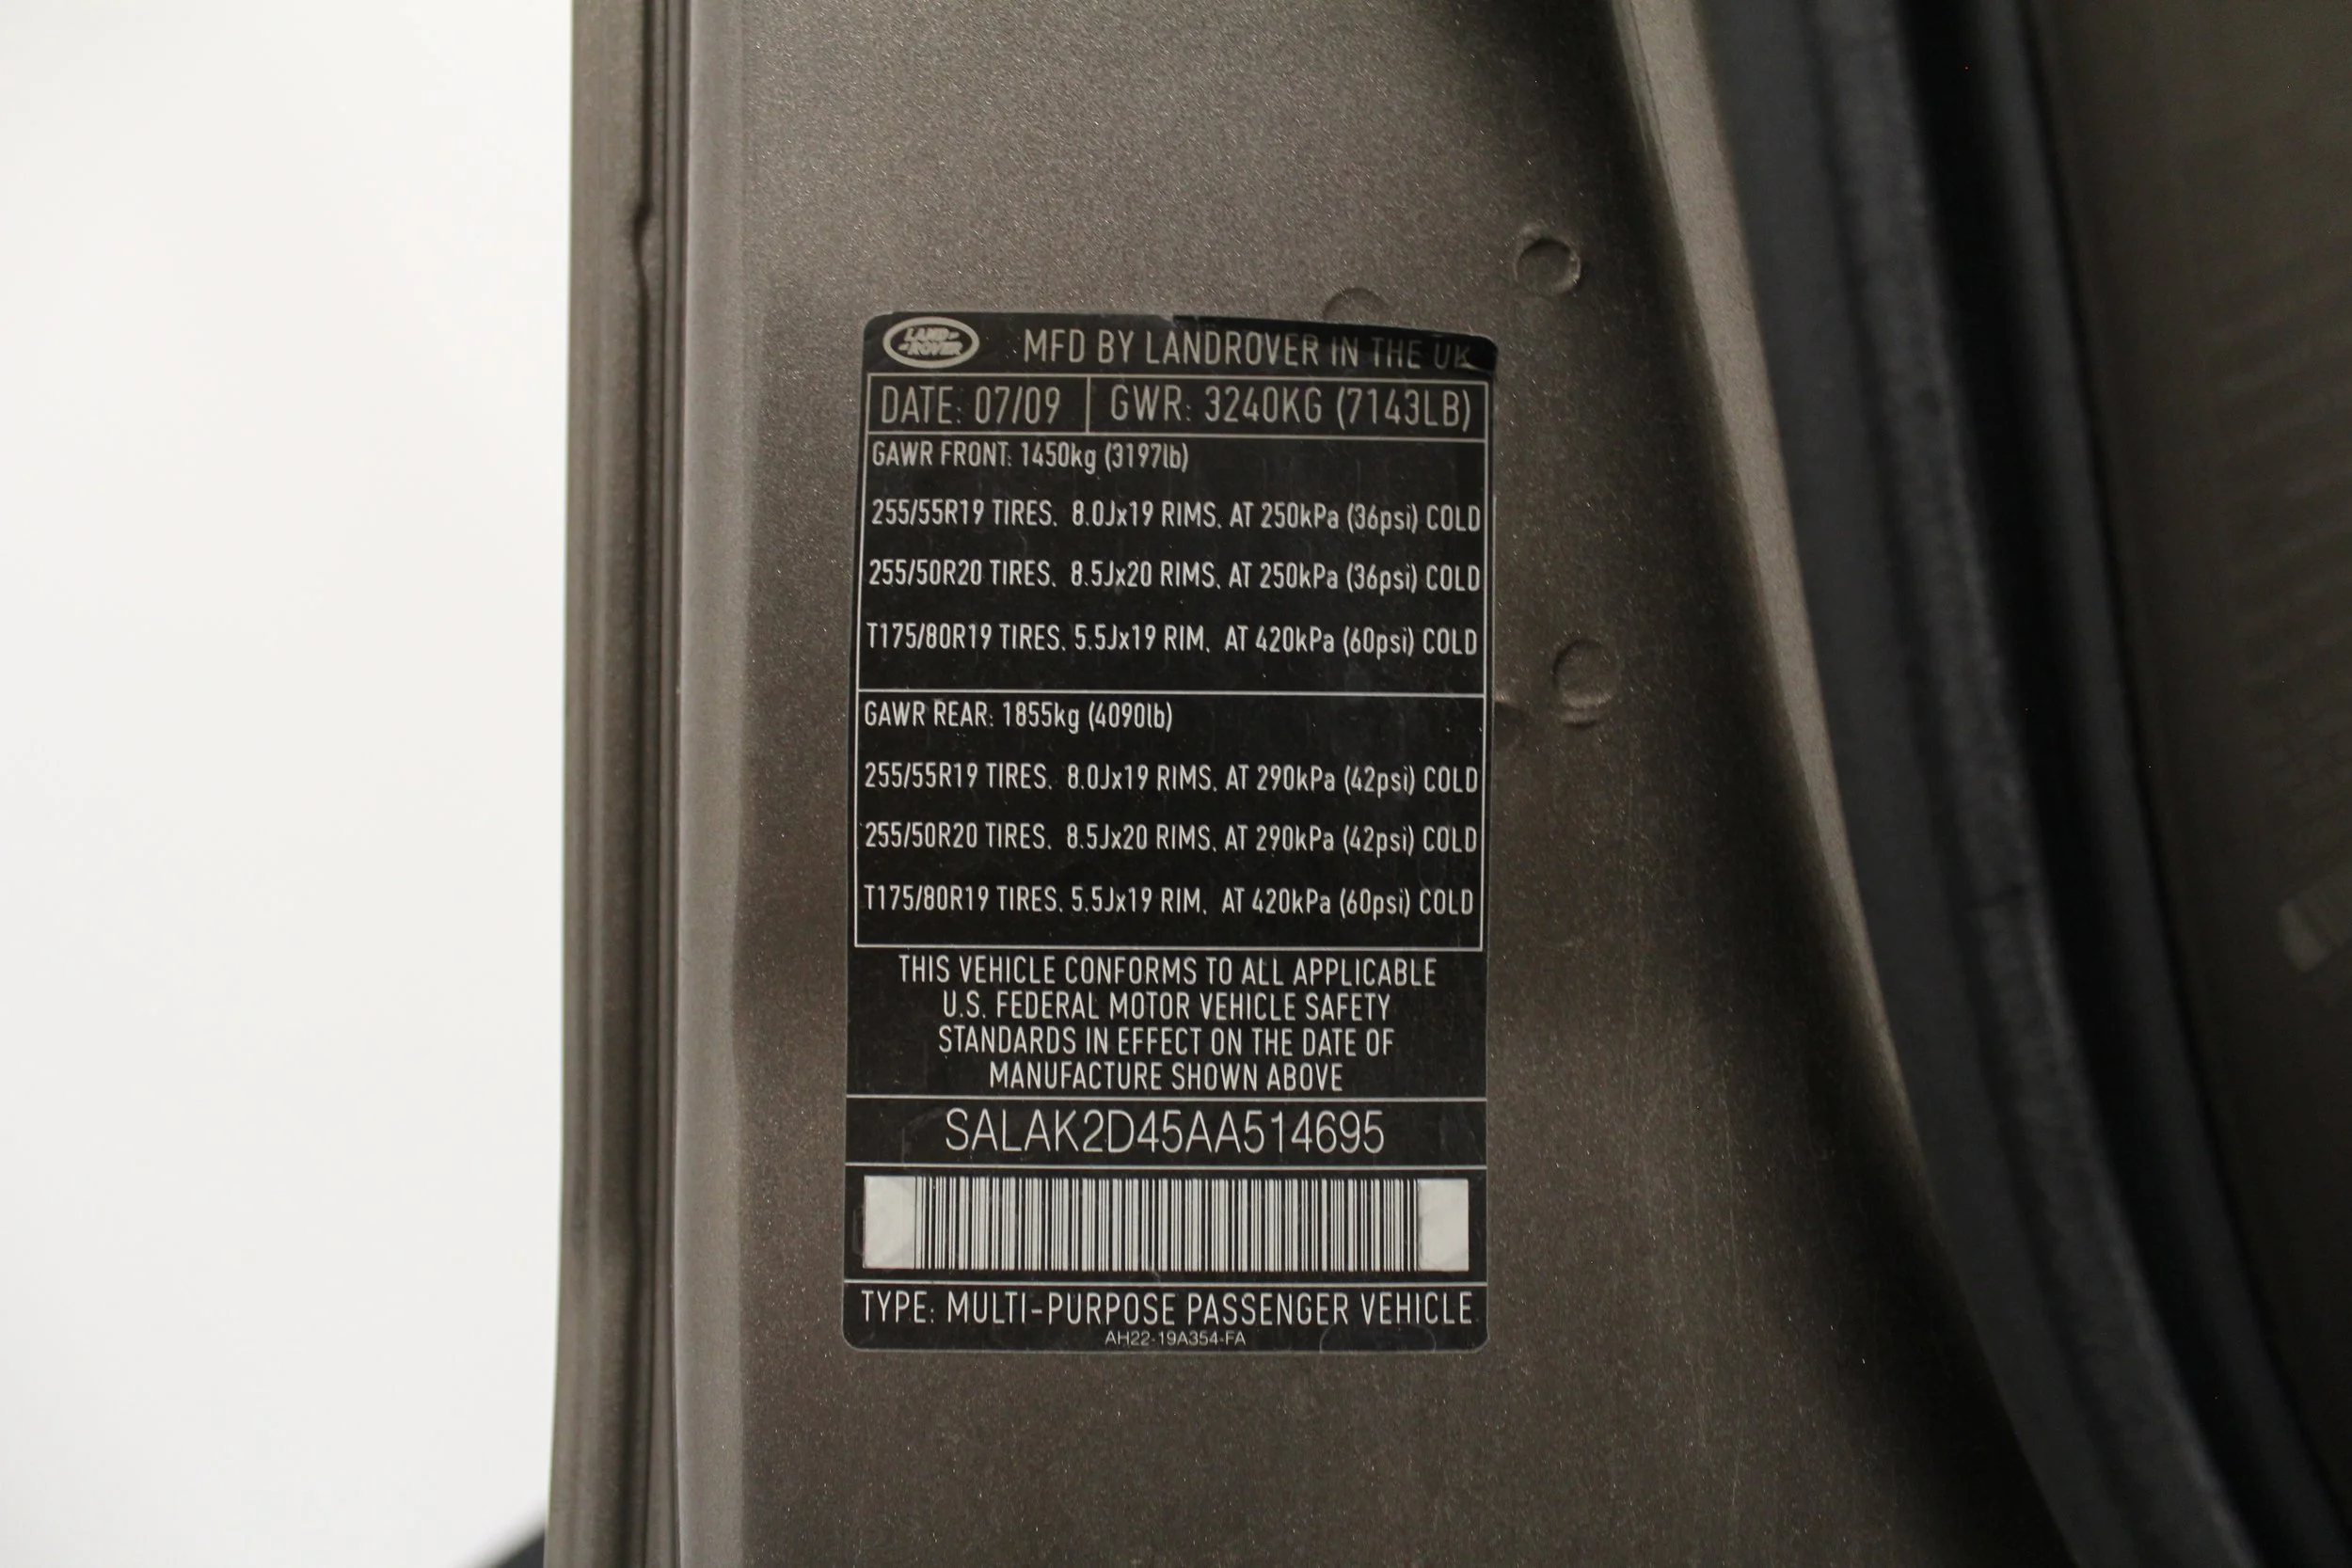 LAND ROVER MFD BY LANDROVER IN THE UK
DATE: 07/09 GWR: 3240KG (7143LB)
GAWR FRONT: 1450kg (3197lb)
255/55R19 TIRES. 8.0Jx19 RIMS. AT 250kPa (36psi) COLD
255/50R20 TIRES. 8.5Jx20 RIMS. AT 250kPa (36psi) COLD
T175/80R19 TIRES. 5.5Jx19 RIM. AT 420kPa (60psi) COLD
GAWR REAR: 1855kg (4090lb)
255/55R19 TIRES. 8.0Jx19 RIMS. AT 290kPa (42psi) COLD
255/50R20 TIRES. 8.5Jx20 RIMS. AT 290kPa (42psi) COLD
T175/80R19 TIRES. 5.5Jx19 RIM. AT 420kPa (60psi) COLD
THIS VEHICLE CONFORMS TO ALL APPLICABLE
U.S. FEDERAL MOTOR VEHICLE SAFETY
STANDARDS IN EFFECT ON THE DATE OF
MANUFACTURE SHOWN ABOVE
SALAK2D45AA514695
TYPE: MULTI-PURPOSE PASSENGER VEHICLE
AH22-19A354-FA